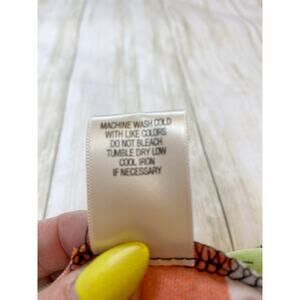 MACHINE WASH COLD
WITH LIKE COLORS
DO NOT BLEACH
TUMBLE DRY LOW
COOL IRON
IF NECESSARY